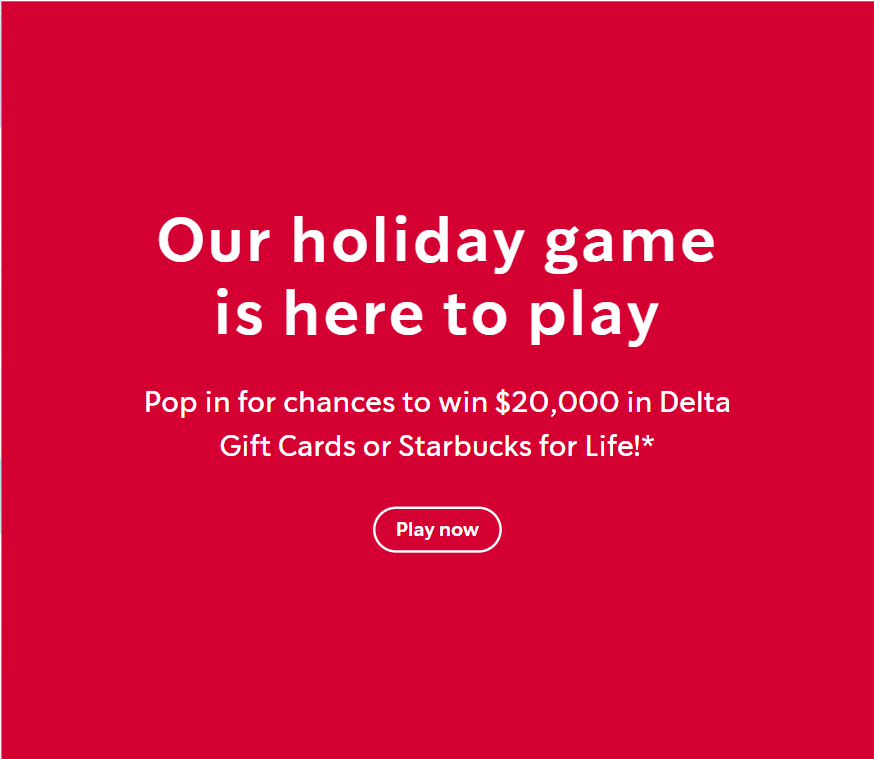 Our holiday game
is here to play
Pop in for chances to win $20,000 in Delta
Gift Cards or Starbucks for Life!*
Play now